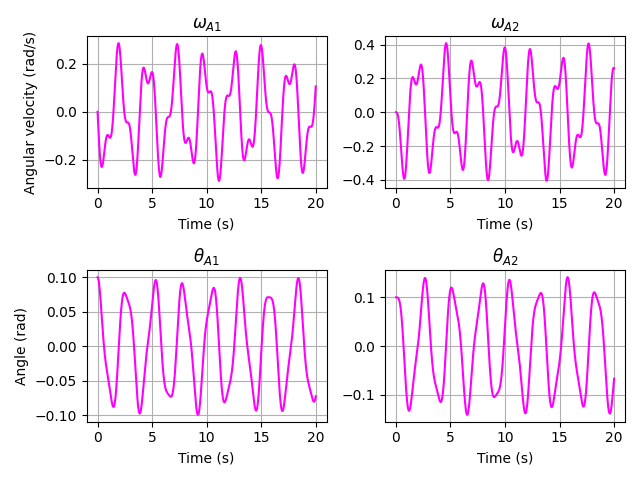 ω_A1
ω_A2
Angular velocity (rad/s)
0.2
0.0
−0.2
0.4
0.2
0.0
−0.2
−0.4
0 5 10 15 20
0 5 10 15 20
Time (s)
Time (s)
θ_A1
θ_A2
Angle (rad)
0.10
0.05
0.00
−0.05
−0.10
0.1
0.0
−0.1
0 5 10 15 20
0 5 10 15 20
Time (s)
Time (s)